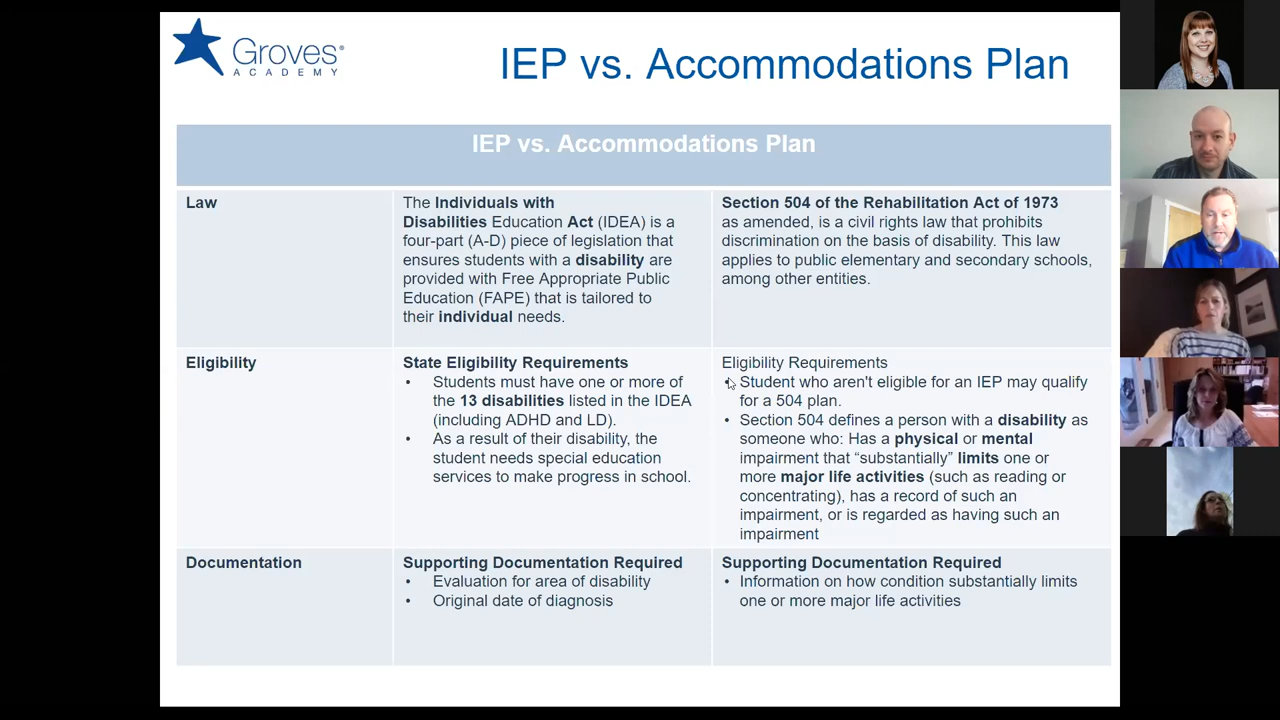 Groves®
ACADEMY
IEP vs. Accommodations Plan
IEP vs. Accommodations Plan
Law
The Individuals with
Disabilities Education Act (IDEA) is a
four-part (A-D) piece of legislation that
ensures students with a disability are
provided with Free Appropriate Public
Education (FAPE) that is tailored to
their individual needs.
Section 504 of the Rehabilitation Act of 1973
as amended, is a civil rights law that prohibits
discrimination on the basis of disability. This law
applies to public elementary and secondary schools,
among other entities.
Eligibility
State Eligibility Requirements
• Students must have one or more of
the 13 disabilities listed in the IDEA
(including ADHD and LD).
• As a result of their disability, the
student needs special education
services to make progress in school.
Eligibility Requirements
• Student who aren't eligible for an IEP may qualify
for a 504 plan.
• Section 504 defines a person with a disability as
someone who: Has a physical or mental
impairment that “substantially” limits one or
more major life activities (such as reading or
concentrating), has a record of such an
impairment, or is regarded as having such an
impairment
Documentation
Supporting Documentation Required
• Evaluation for area of disability
• Original date of diagnosis
Supporting Documentation Required
• Information on how condition substantially limits
one or more major life activities